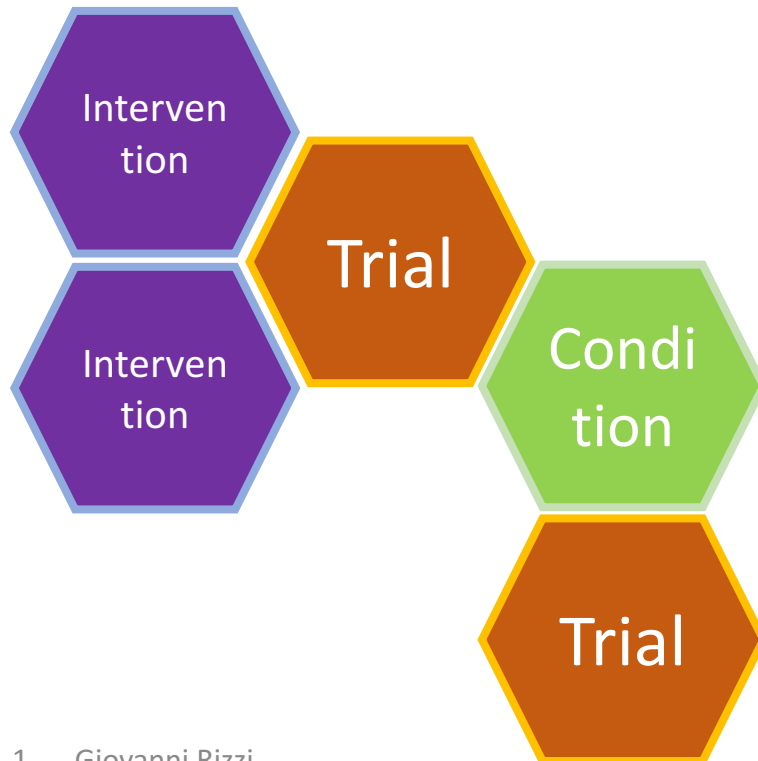 Interven
tion
Trial
Interven
tion
Condi
tion
Trial
1 Giovanni Rizzi